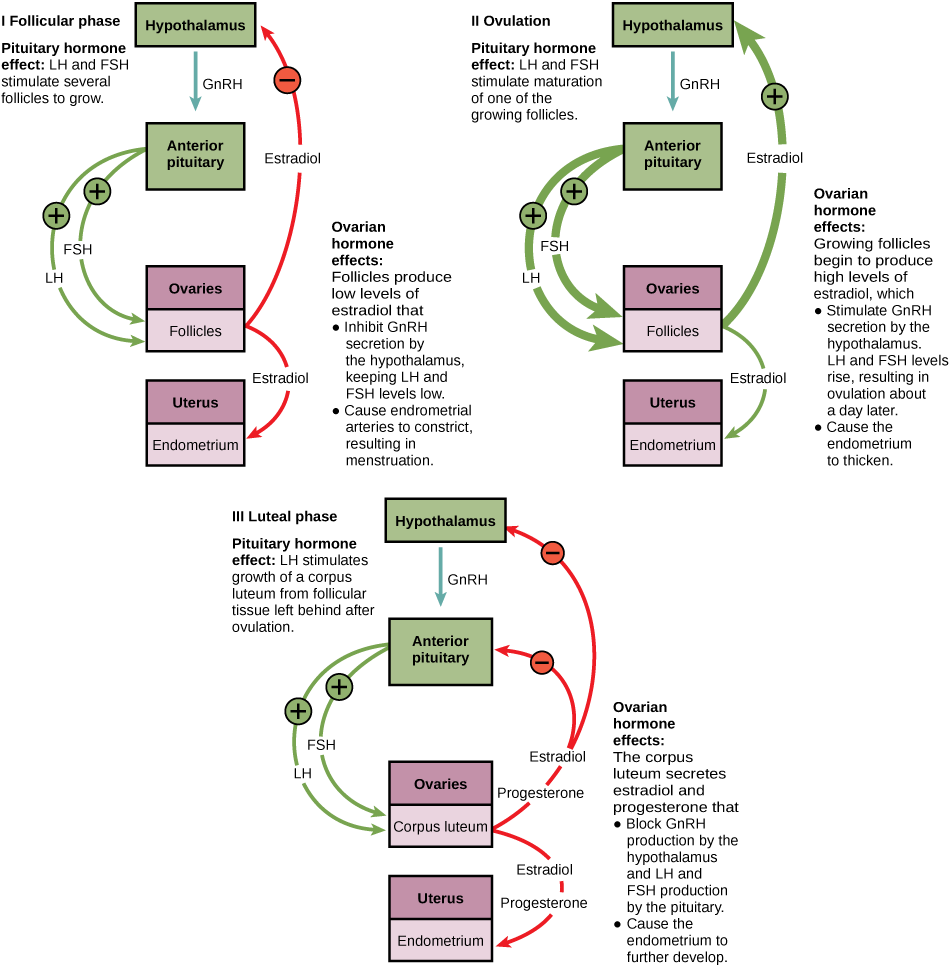 I Follicular phase
Pituitary hormone
effect: LH and FSH
stimulate several
follicles to grow.
Hypothalamus
GnRH
Anterior
pituitary
Estradiol
FSH
LH
Ovaries
Follicles
Estradiol
Uterus
Endometrium
Ovarian
hormone
effects:
Follicles produce
low levels of
estradiol that
● Inhibit GnRH
secretion by
the hypothalamus,
keeping LH and
FSH levels low.
● Cause endrometrial
arteries to constrict,
resulting in
menstruation.
II Ovulation
Pituitary hormone
effect: LH and FSH
stimulate maturation
of one of the
growing follicles.
Hypothalamus
GnRH
Anterior
pituitary
Estradiol
FSH
LH
Ovaries
Follicles
Estradiol
Uterus
Endometrium
Ovarian
hormone
effects:
Growing follicles
begin to produce
high levels of
estradiol, which
● Stimulate GnRH
secretion by the
hypothalamus.
LH and FSH levels
rise, resulting in
ovulation about
a day later.
● Cause the
endometrium
to thicken.
III Luteal phase
Pituitary hormone
effect: LH stimulates
growth of a corpus
luteum from follicular
tissue left behind after
ovulation.
Hypothalamus
GnRH
Anterior
pituitary
FSH
LH
Estradiol
Progesterone
Ovaries
Corpus luteum
Estradiol
Progesterone
Uterus
Endometrium
Ovarian
hormone
effects:
The corpus
luteum secretes
estradiol and
progesterone that
● Block GnRH
production by the
hypothalamus
and LH and
FSH production
by the pituitary.
● Cause the
endometrium to
further develop.